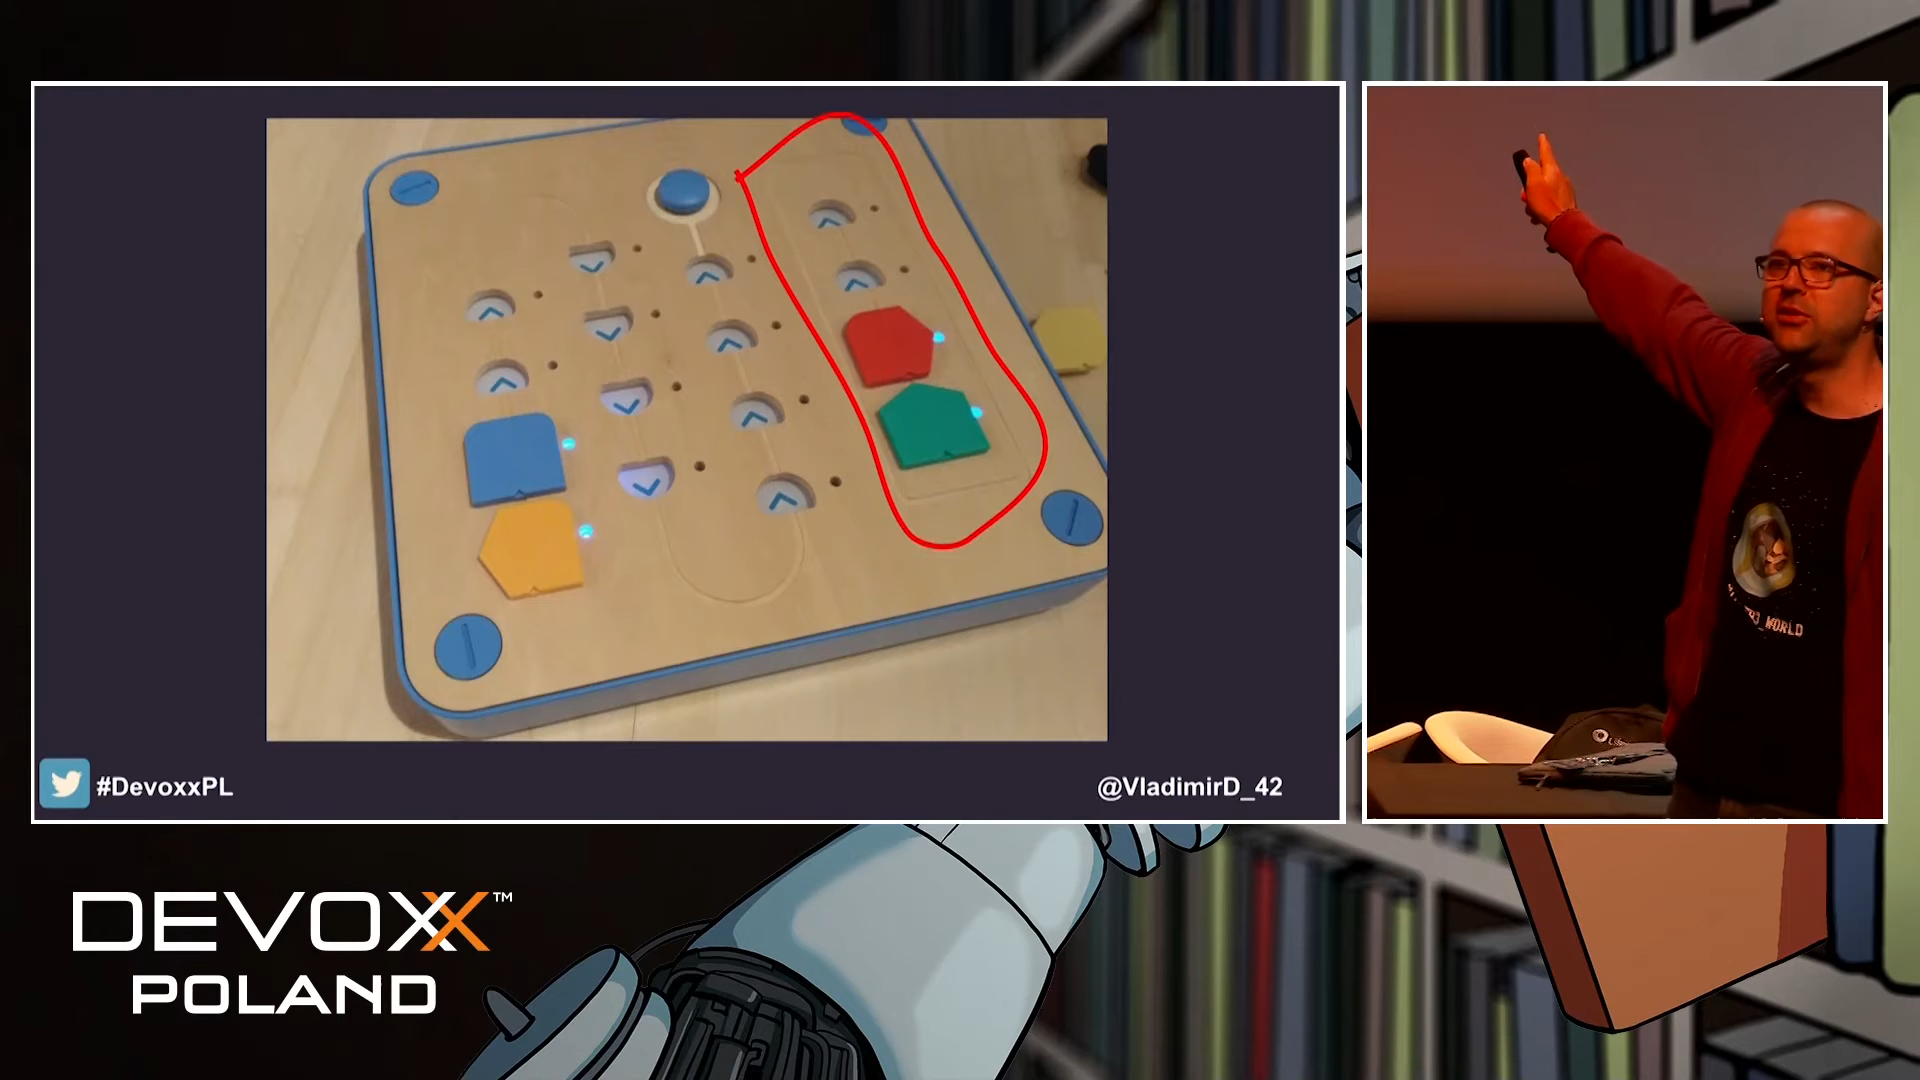 #DevoxxPL
@VladimirD_42
WORLD
DEVOXX™
POLAND